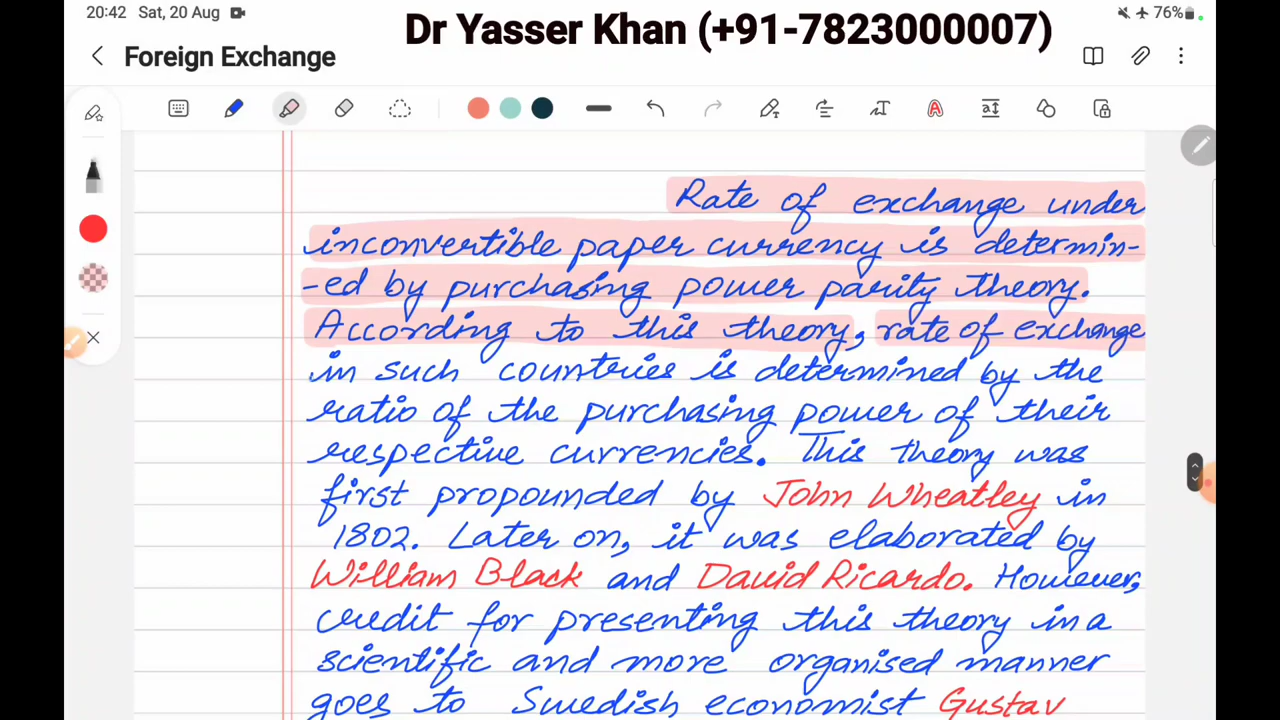 20:42 Sat, 20 Aug
76%
Dr Yasser Khan (+91-7823000007)
Foreign Exchange
Rate of exchange under
inconvertible paper currency is determin-
-ed by purchasing power parity theory.
According to this theory, rate of exchange
in such countries is determined by the
ratio of the purchasing power of their
respective currencies. This theory was
first propounded by John Wheatley in
1802. Later on, it was elaborated by
William Black and David Ricardo. However,
credit for presenting this theory in a
scientific and more organised manner
goes to Swedish economist Gustav